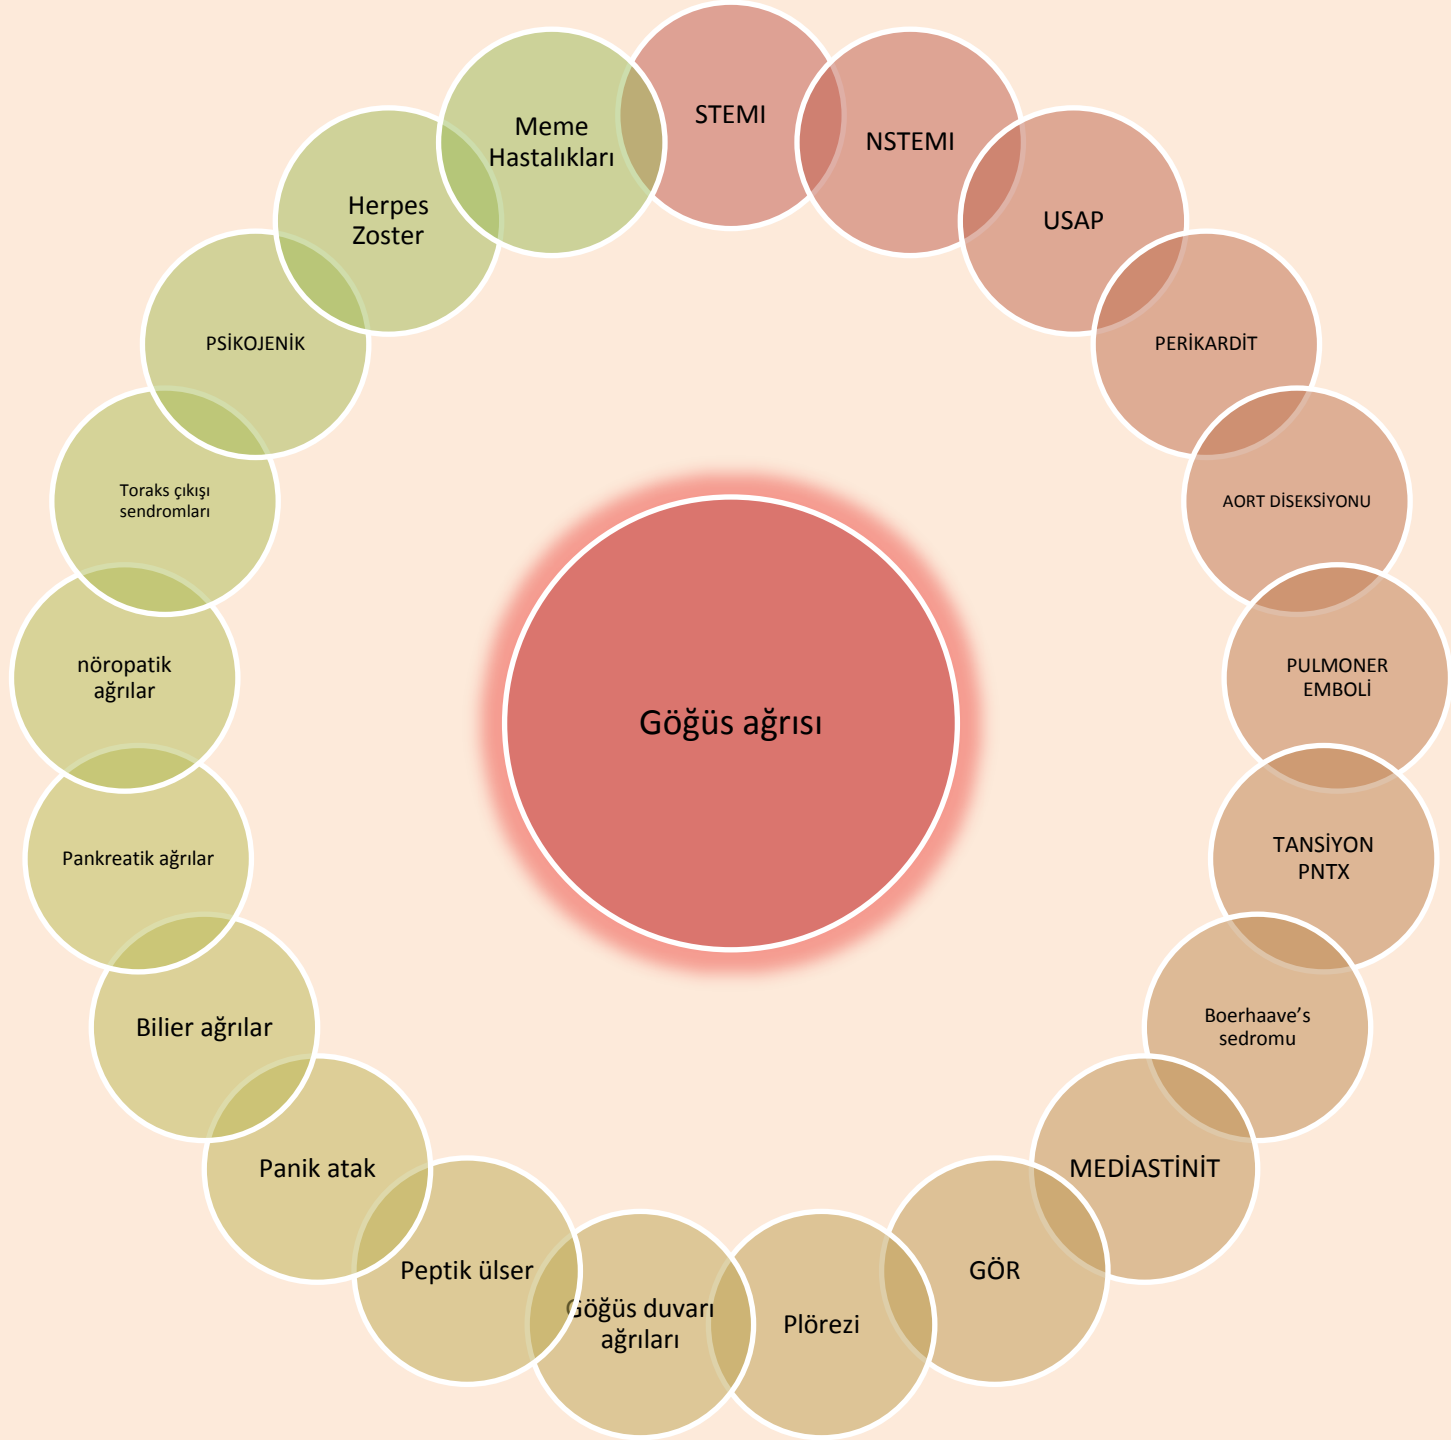 STEMI
NSTEMI
USAP
PERİKARDİT
AORT DİSEKSİYONU
PULMONER
EMBOLİ
TANSİYON
PNTX
Boerhaave’s
sedromu
MEDİASTİNİT
GÖR
Plörezi
Göğüs duvarı
ağrıları
Peptik ülser
Panik atak
Bilier ağrılar
Pankreatik ağrılar
nöropatik
ağrılar
Toraks çıkışı
sendromları
PSİKOJENİK
Herpes
Zoster
Meme
Hastalıkları
Göğüs ağrısı